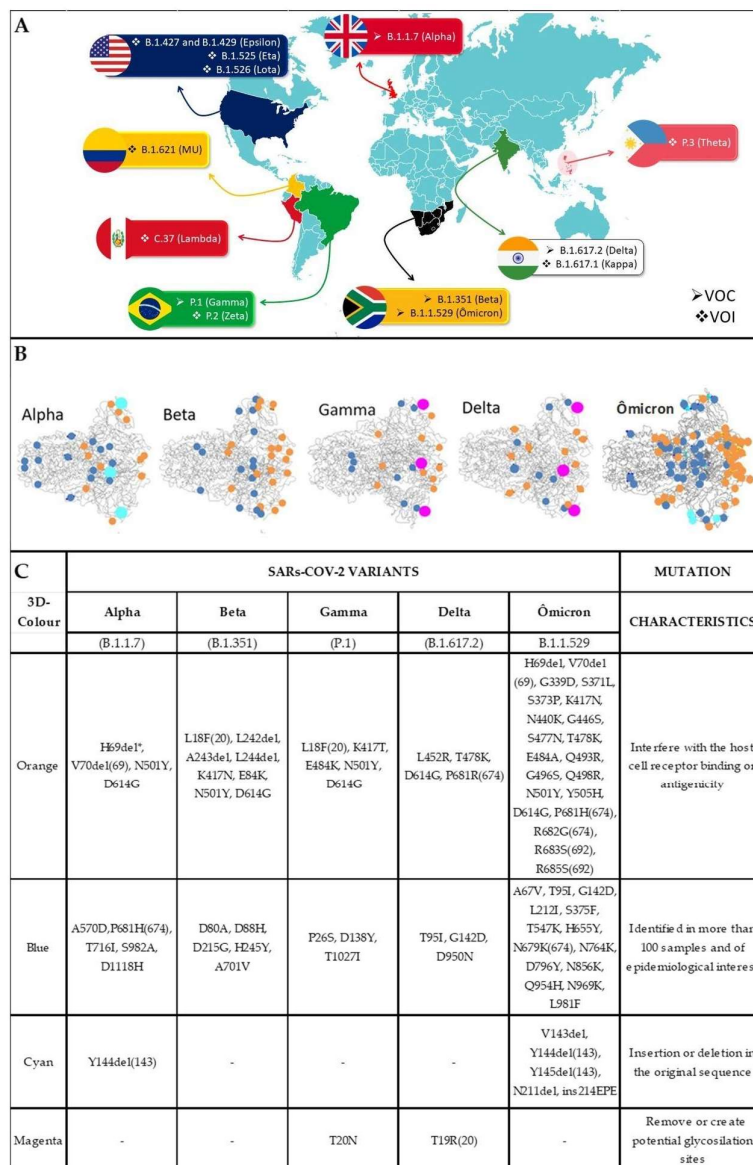 A
❖ B.1.427 and B.1.429 (Epsilon)
❖ B.1.525 (Eta)
❖ B.1.526 (Lota)
➢ B.1.1.7 (Alpha)
❖ B.1.621 (MU)
❖ P.3 (Theta)
❖ C.37 (Lambda)
➢ B.1.617.2 (Delta)
❖ B.1.617.1 (Kappa)
➢ P.1 (Gamma)
❖ P.2 (Zeta)
➢ B.1.351 (Beta)
➢ B.1.1.529 (Ômicron)
➢VOC
❖VOI
B
Alpha Beta Gamma Delta Ômicron
C SARs-COV-2 VARIANTS MUTATION
3D-
Colour
Alpha Beta Gamma Delta Ômicron CHARACTERISTICS
(B.1.1.7) (B.1.351) (P.1) (B.1.617.2) B.1.1.529
Orange
H69del*,
V70del(69), N501Y,
D614G
L18F(20), L242del,
A243del, L244del,
K417N, E84K,
N501Y, D614G
L18F(20), K417T,
E484K, N501Y,
D614G
L452R, T478K,
D614G, P681R(674)
H69del, V70del
(69), G339D, S371L,
S373P, K417N,
N440K, G446S,
S477N, T478K,
E484A, Q493R,
G496S, Q498R,
N501Y, Y505H,
D614G, P681H(674),
R682G(674),
R683S(692),
R685S(692)
Interfere with the host
cell receptor binding or
antigenicity
Blue
A570D,P681H(674),
T716I, S982A,
D1118H
D80A, D88H,
D215G, H245Y,
A701V
P26S, D138Y,
T1027I
T95I, G142D,
D950N
A67V, T95I, G142D,
L212I, S375F,
T547K, H655Y,
N679K(674), N764K,
D796Y, N856K,
Q954H, N969K,
L981F
Identified in more than
100 samples and of
epidemiological interes
Cyan
Y144del(143)
-
-
-
V143del,
Y144del(143),
Y145del(143),
N211del, ins214EPE
Insertion or deletion in
the original sequence
Magenta
-
-
T20N
T19R(20)
-
Remove or create
potential glycosilation
sites